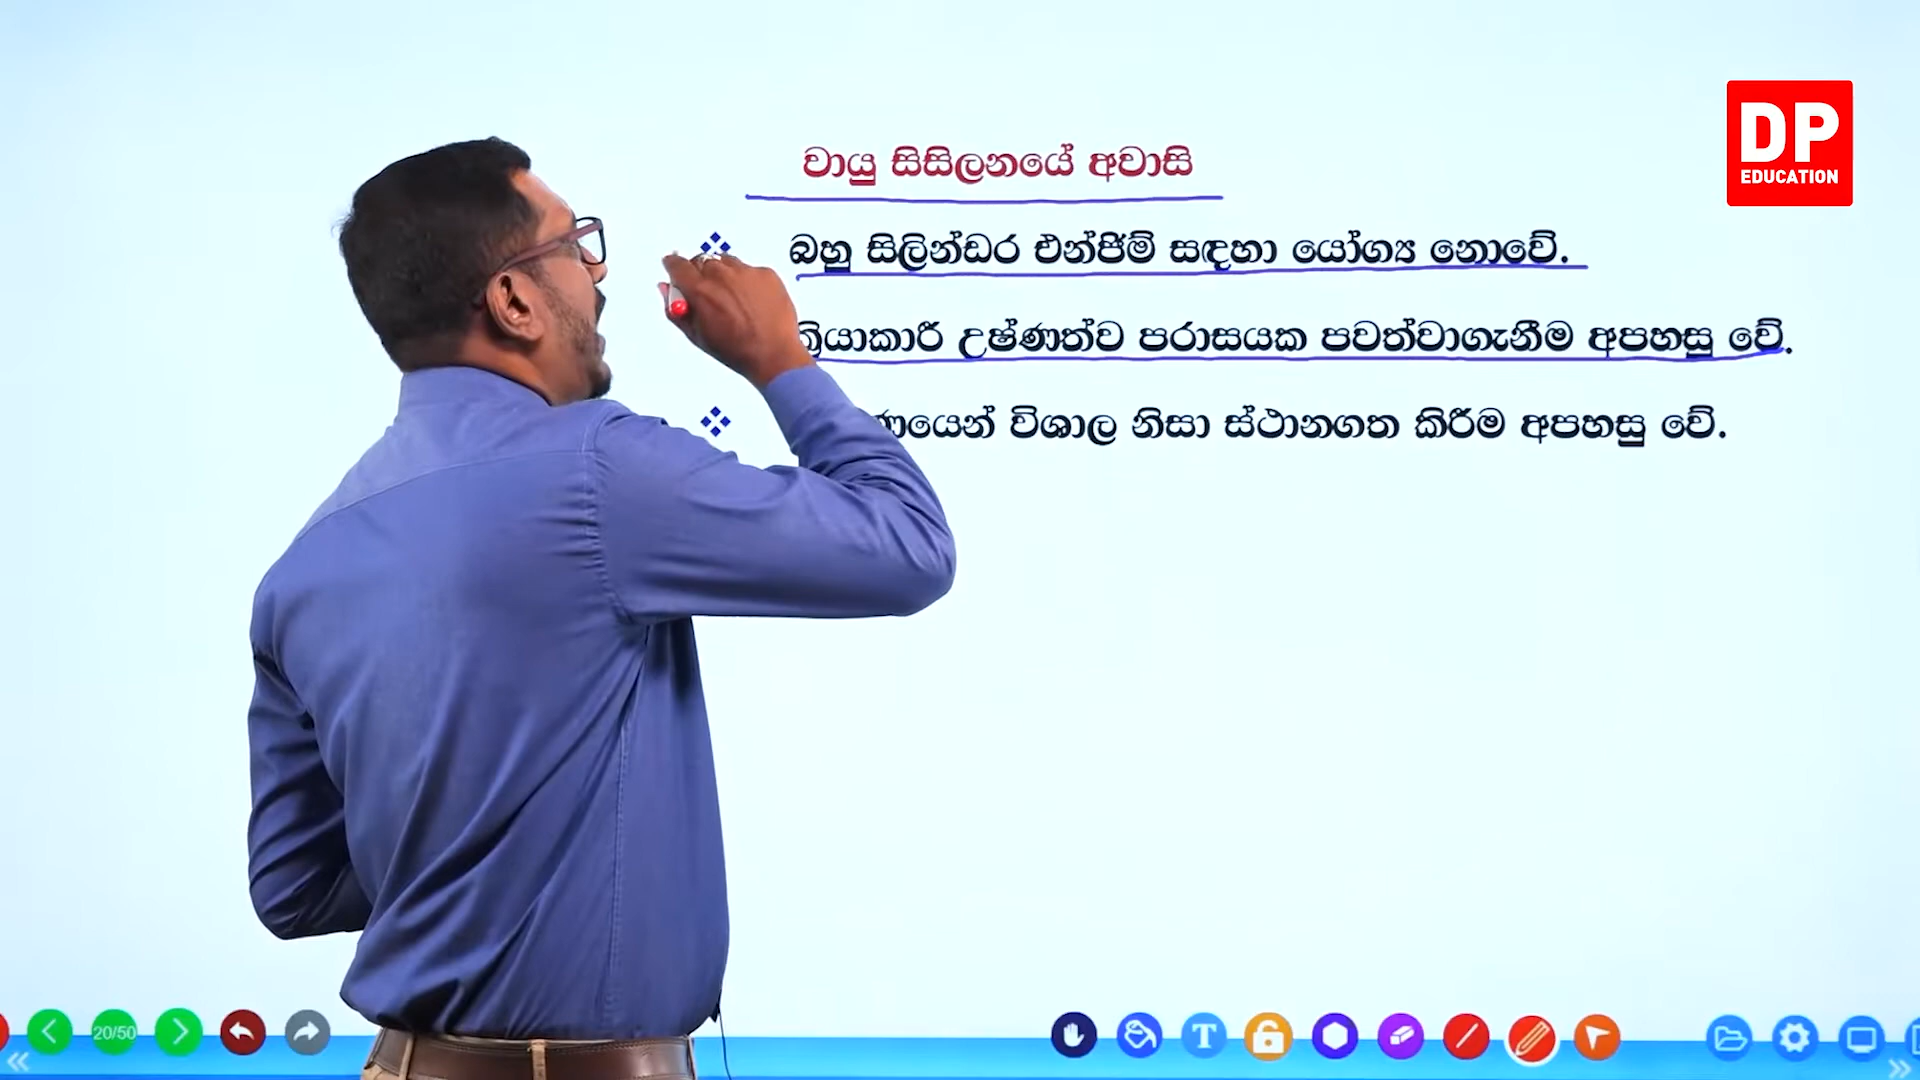 DP
EDUCATION
වායු සිසිලනයේ අවාසි
බහු සිලින්ඩර එන්ජිම් සඳහා යෝග්‍ය නොවේ.
උෂ්ණත්ව පරාසයක පවත්වාගැනීම අපහසු වේ.
විශාල නිසා ස්ථානගත කිරීම අපහසු වේ.
20/50
T